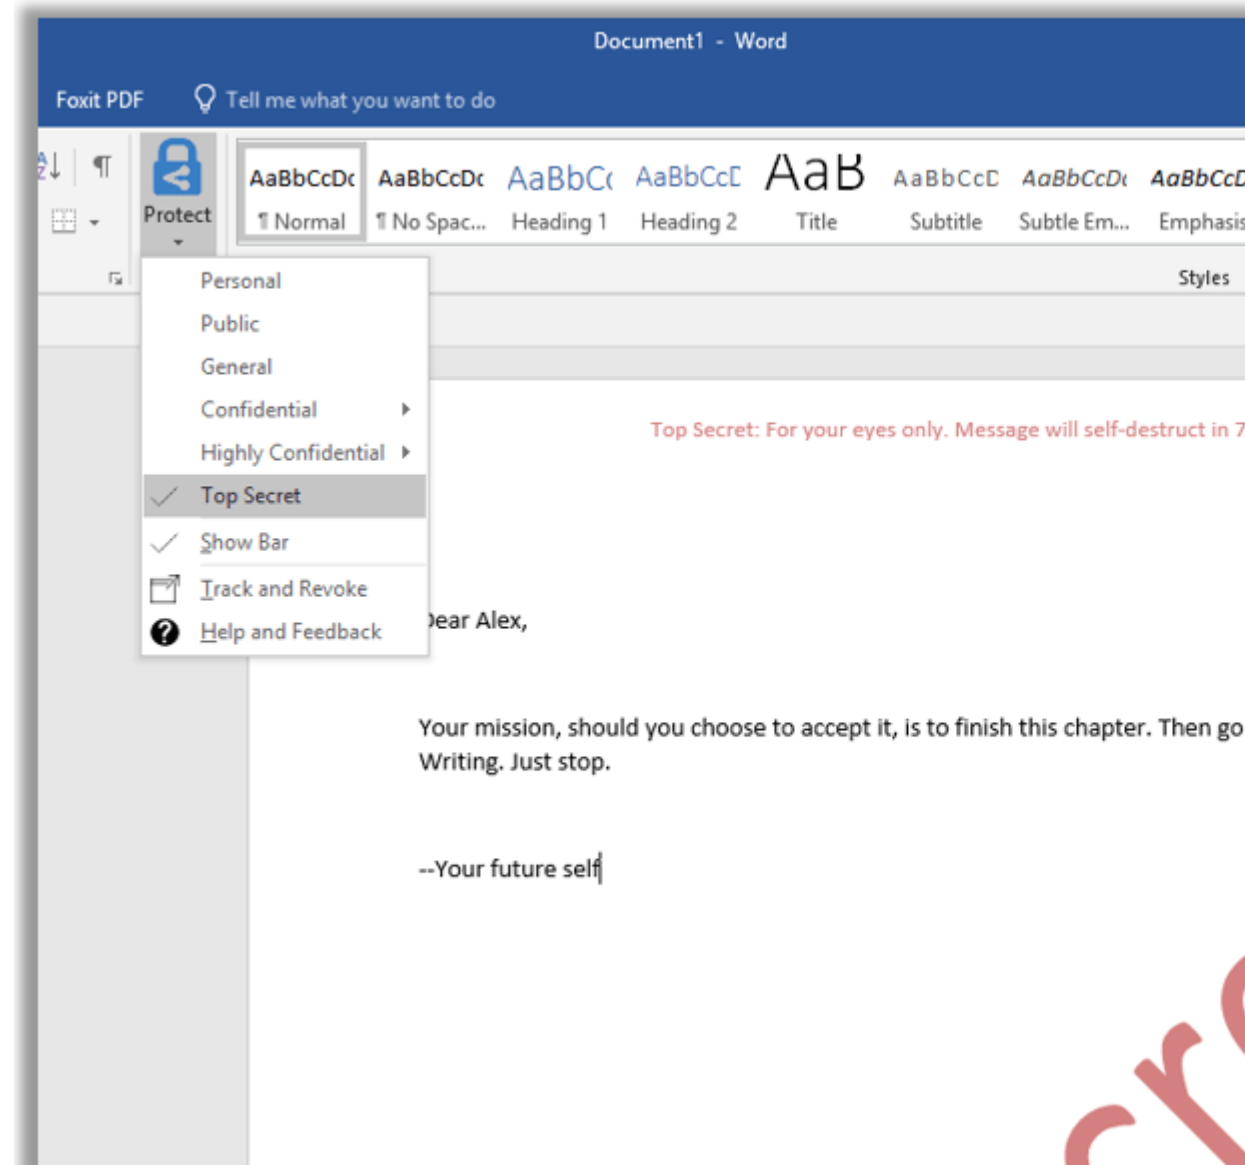 Document1 - Word
Foxit PDF Tell me what you want to do
Protect
AaBbCcDc AaBbCcDc AaBbC AaBbCcD AaB AaBbCcD AaBbCcDc AaBbCcD
¶ Normal ¶ No Spac... Heading 1 Heading 2 Title Subtitle Subtle Em... Emphasis
Styles
Personal
Public
General
Confidential
Highly Confidential
Top Secret
Show Bar
Track and Revoke
Help and Feedback
Top Secret: For your eyes only. Message will self-destruct in 7
Dear Alex,
Your mission, should you choose to accept it, is to finish this chapter. Then go
Writing. Just stop.
--Your future self
cre